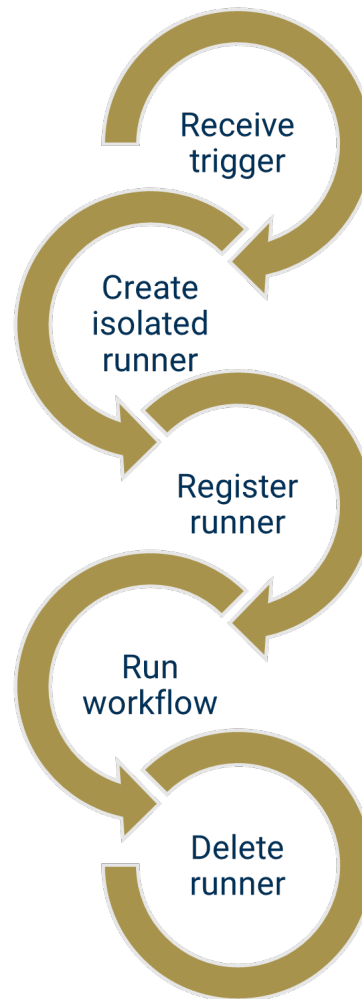 Receive
trigger
Create
isolated
runner
Register
runner
Run
workflow
Delete
runner